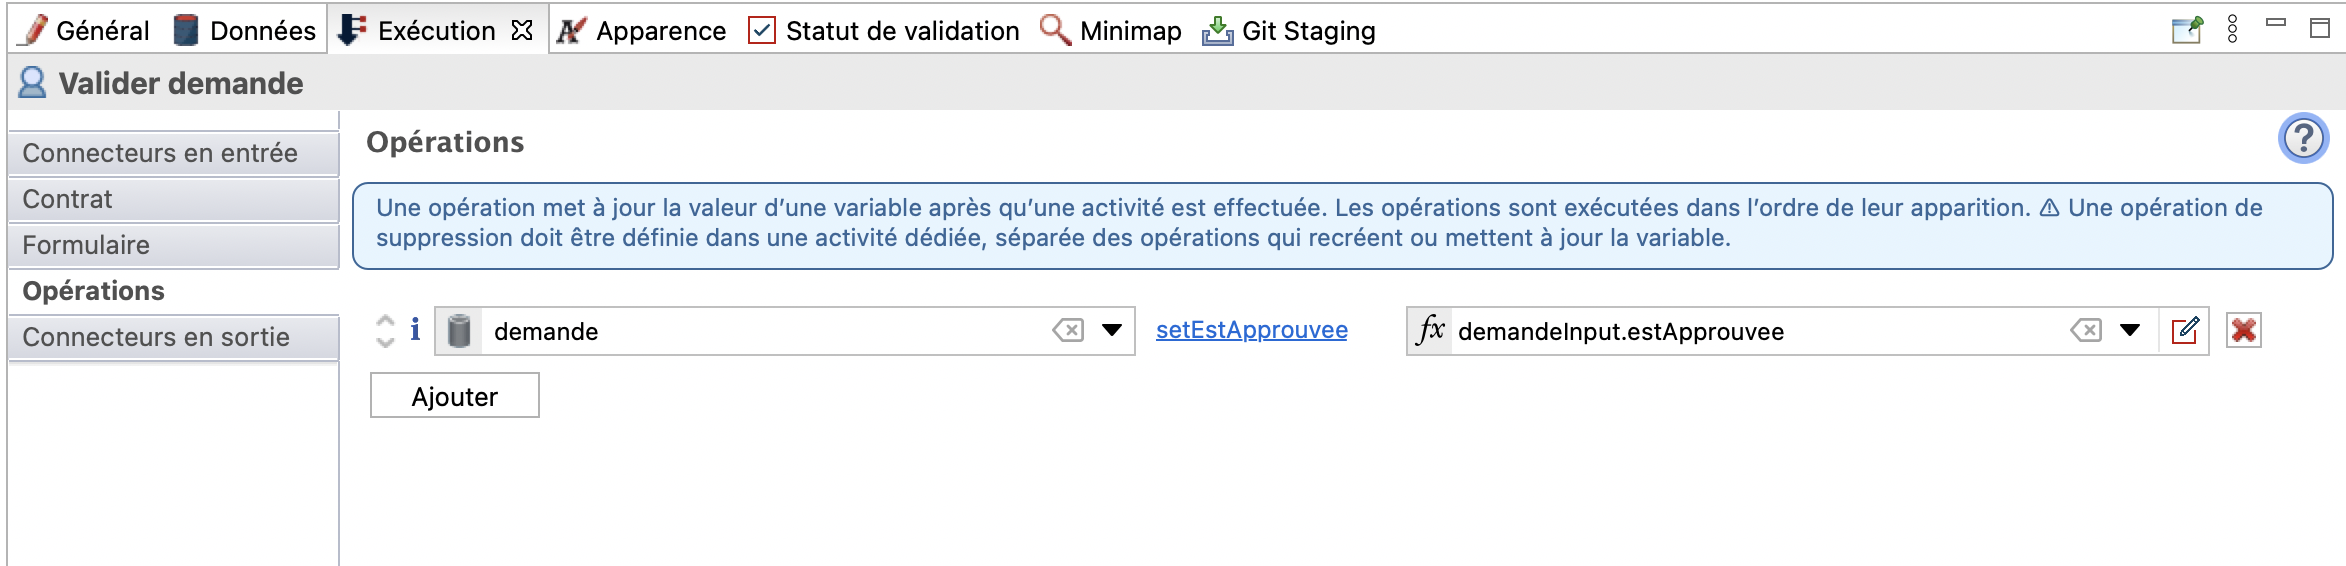 Général Données Exécution Apparence Statut de validation Minimap Git Staging
Valider demande
Connecteurs en entrée
Contrat
Formulaire
Opérations
Connecteurs en sortie
Opérations
?
Une opération met à jour la valeur d’une variable après qu’une activité est effectuée. Les opérations sont exécutées dans l’ordre de leur apparition. ⚠ Une opération de
suppression doit être définie dans une activité dédiée, séparée des opérations qui recréent ou mettent à jour la variable.
i demande setEstApprouvee fx demandeInput.estApprouvee
Ajouter